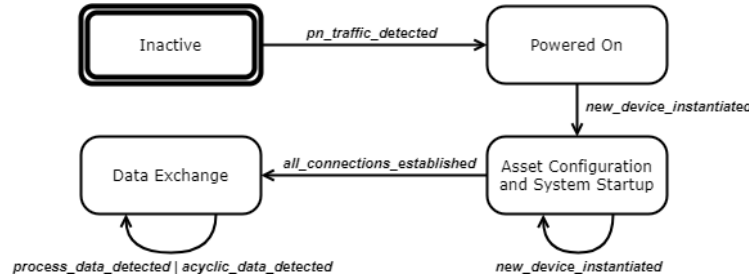 Inactive
pn_traffic_detected
Powered On
new_device_instantiated
Data Exchange
all_connections_established
Asset Configuration
and System Startup
process_data_detected | acyclic_data_detected
new_device_instantiated